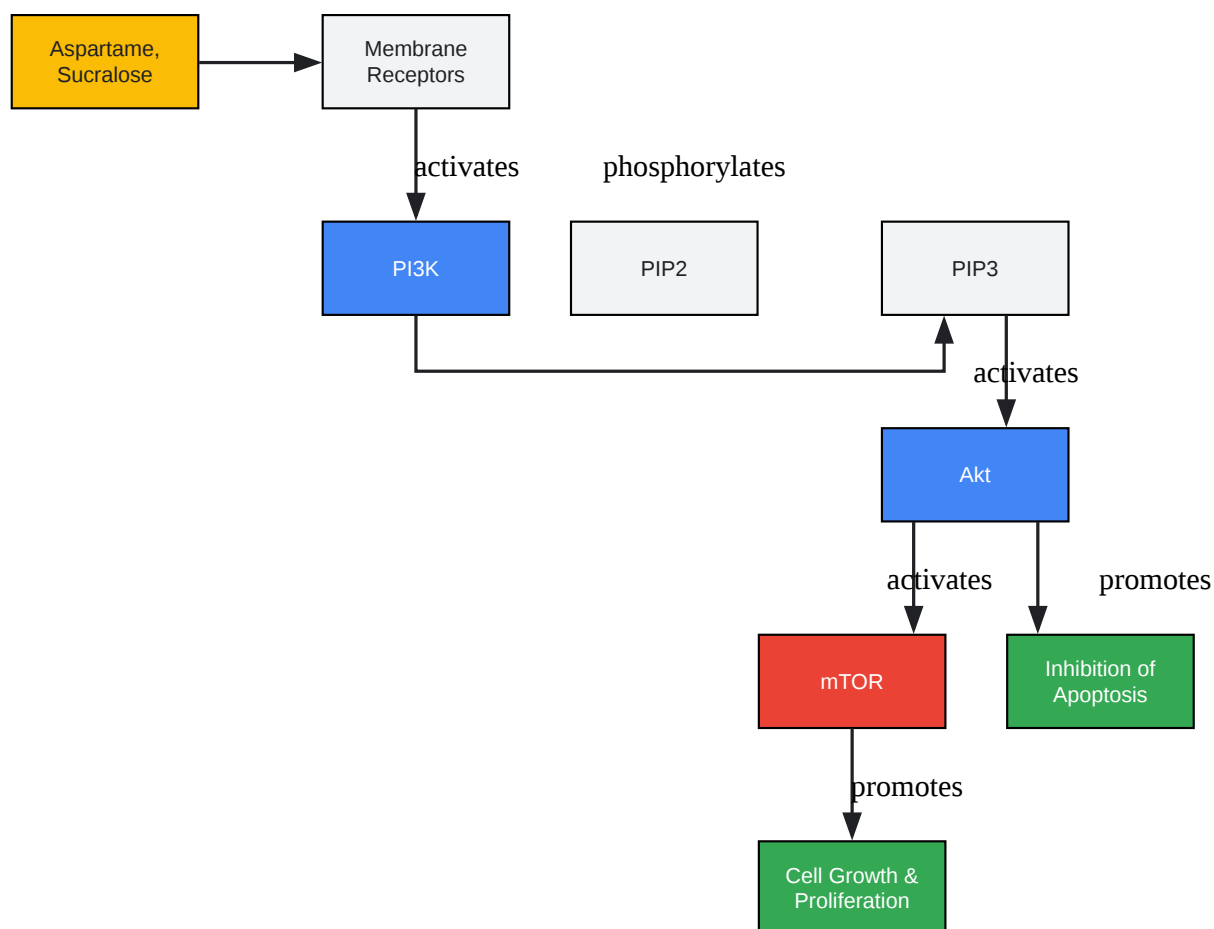 Aspartame,
Sucralose
Membrane
Receptors
activates
phosphorylates
PI3K
PIP2
PIP3
activates
Akt
activates
promotes
mTOR
Inhibition of
Apoptosis
promotes
Cell Growth &
Proliferation